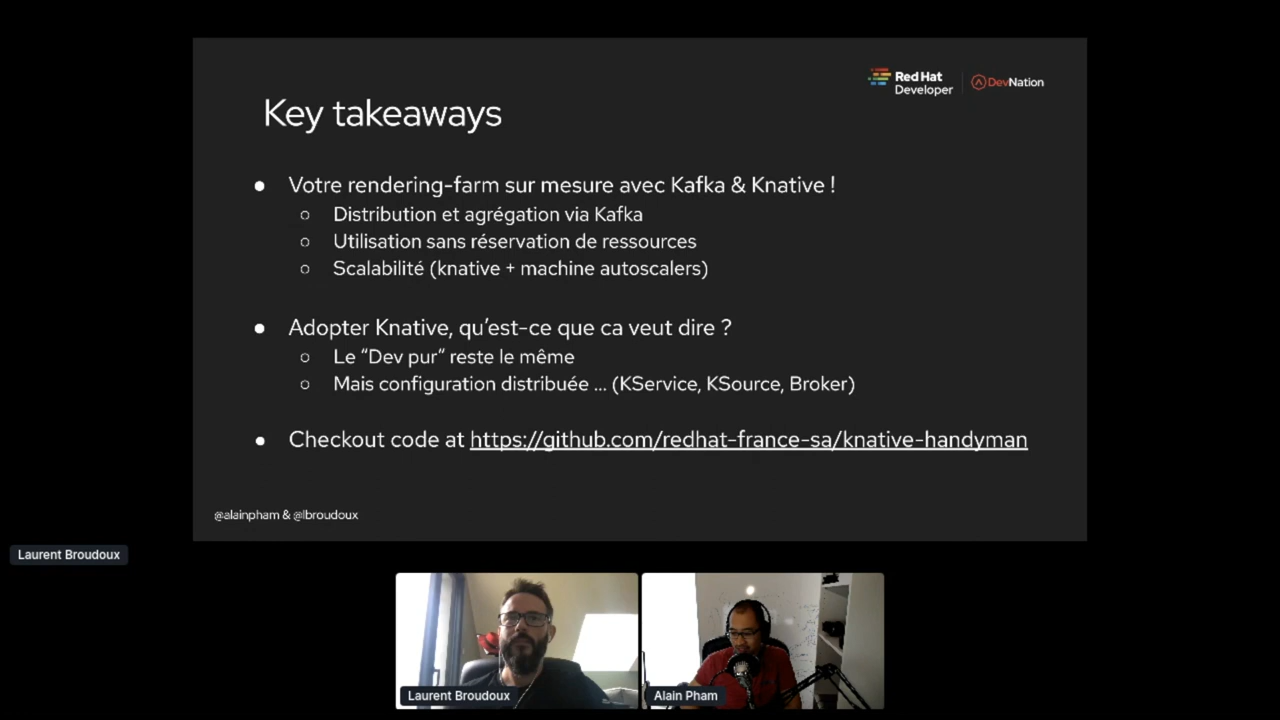 Red Hat
Developer
DevNation
Key takeaways
● Votre rendering-farm sur mesure avec Kafka & Knative !
○ Distribution et agrégation via Kafka
○ Utilisation sans réservation de ressources
○ Scalabilité (knative + machine autoscalers)
● Adopter Knative, qu’est-ce que ca veut dire ?
○ Le “Dev pur” reste le même
○ Mais configuration distribuée ... (KService, KSource, Broker)
● Checkout code at https://github.com/redhat-france-sa/knative-handyman
@alainpham & @lbroudoux
Laurent Broudoux
Laurent Broudoux
Alain Pham